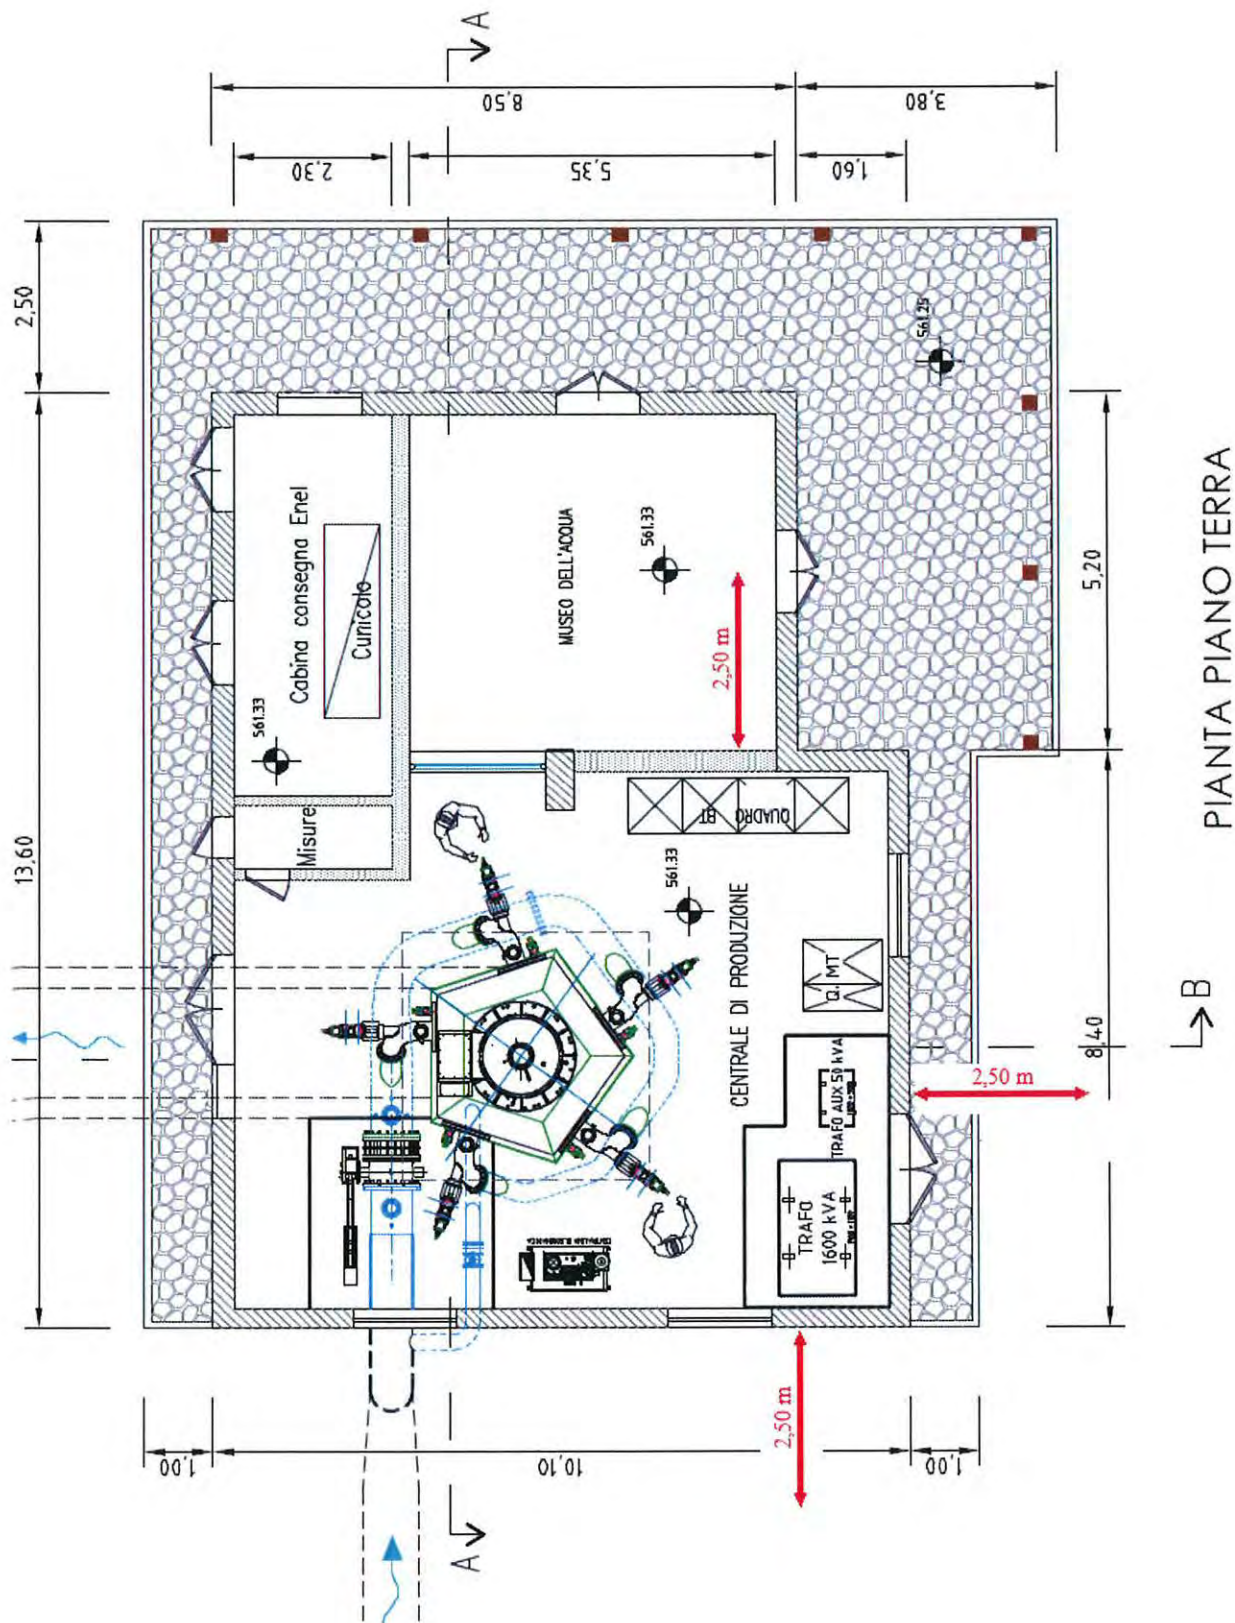 A
8,50
3,80
2,30
5,35
1,60
2,50
13,60
561.25
Cabina consegna Enel
Cunicolo
561.33
MUSEO DELL'ACQUA
561.33
2,50 m
5,20
PIANTA PIANO TERRA
Misure
QUADRO
BT
561.33
CENTRALE DI PRODUZIONE
Q. MT
B
8,40
2,50 m
TRAFO AUX 50 kVA
TRAFO
1600 kVA
1,00
10,10
2,50 m
1,00
A